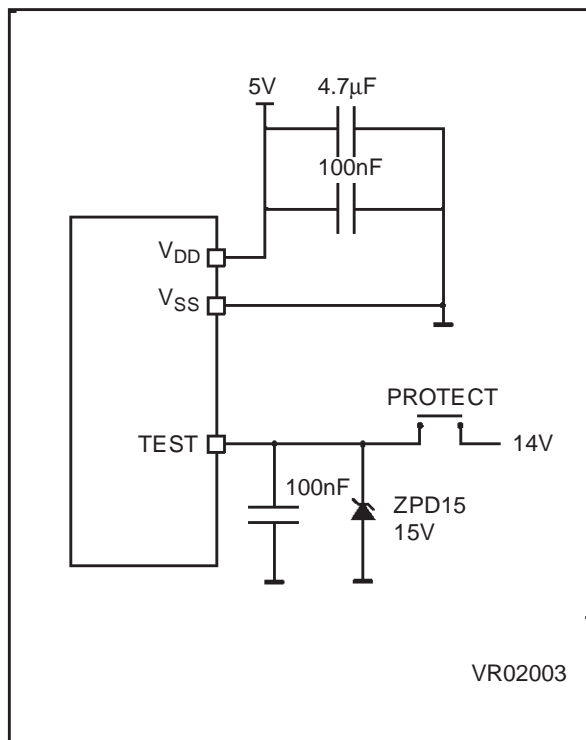 5V
4.7μF
100nF
VDD
VSS
PROTECT
TEST
14V
100nF
ZPD15
15V
VR02003